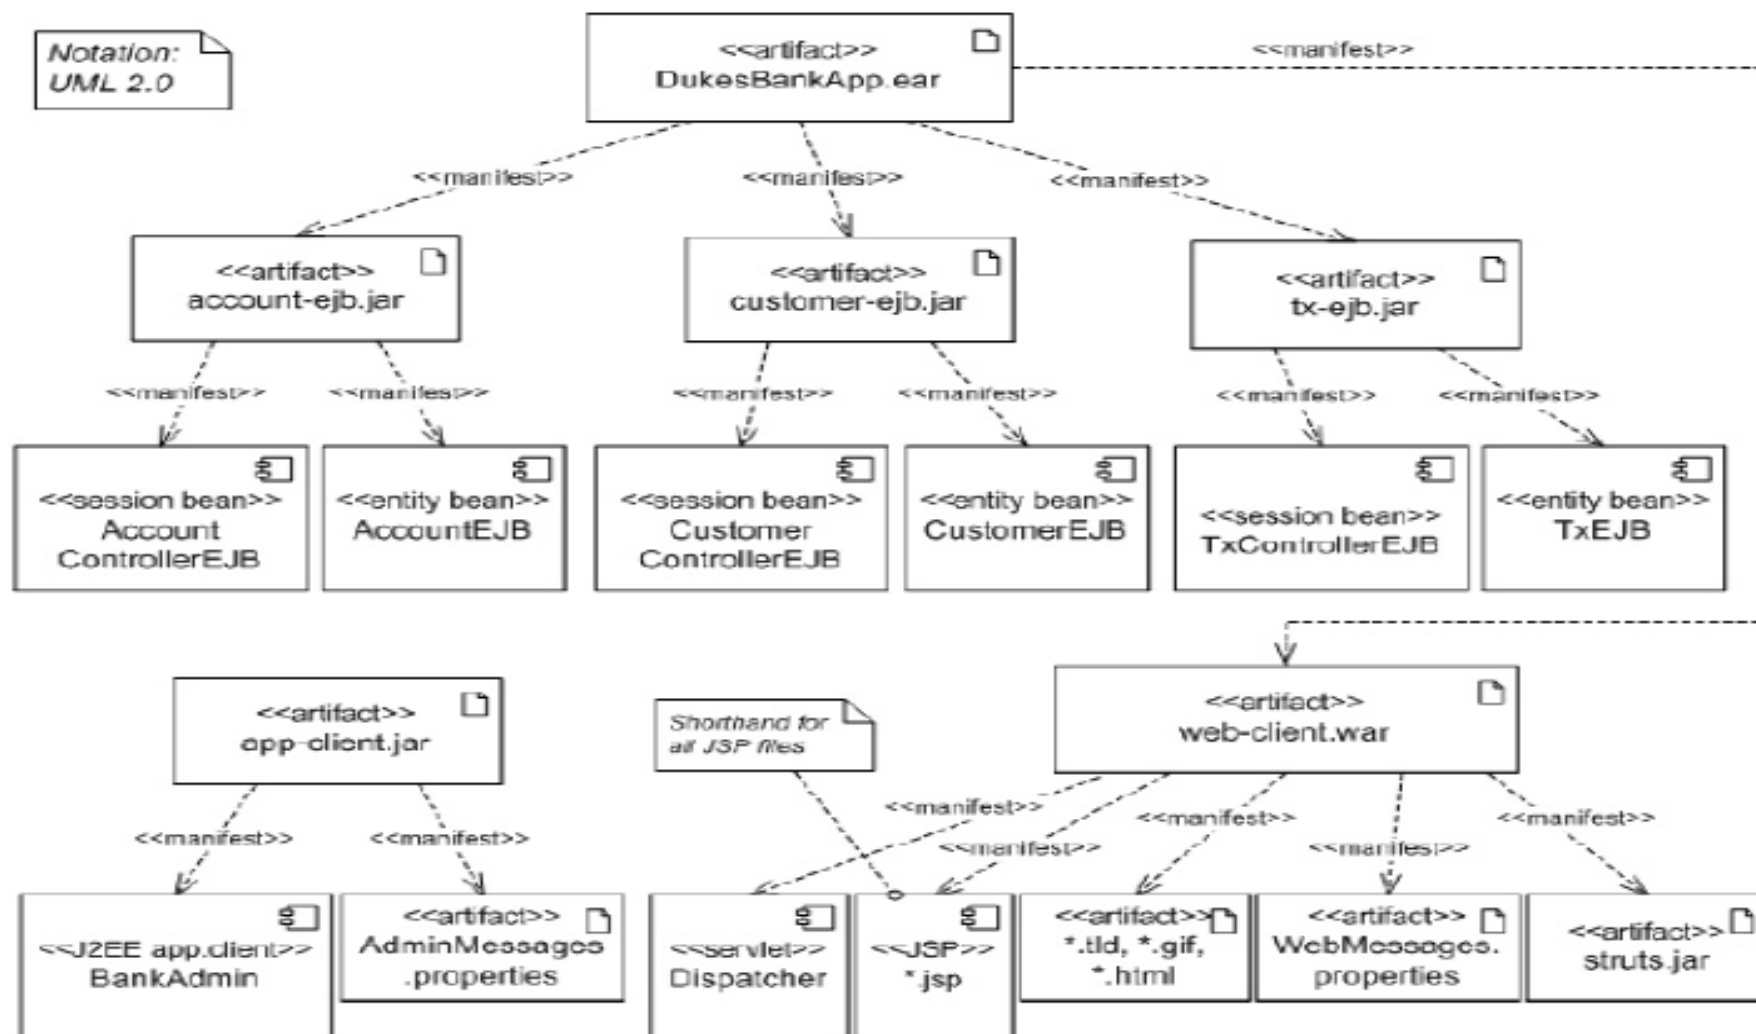 Notation:
UML 2.0
<<artifact>>
DukesBankApp.ear
<<manifest>>
<<manifest>>
<<manifest>>
<<manifest>>
<<artifact>>
account-ejb.jar
<<artifact>>
customer-ejb.jar
<<artifact>>
tx-ejb.jar
<<manifest>>
<<manifest>>
<<manifest>>
<<manifest>>
<<manifest>>
<<manifest>>
<<session bean>>
Account
ControllerEJB
<<entity bean>>
AccountEJB
<<session bean>>
Customer
ControllerEJB
<<entity bean>>
CustomerEJB
<<session bean>>
TxControllerEJB
<<entity bean>>
TxEJB
<<artifact>>
app-client.jar
Shorthand for
all JSP files
<<artifact>>
web-client.war
<<manifest>>
<<manifest>>
<<manifest>>
<<manifest>>
<<manifest>>
<<manifest>>
<<manifest>>
<<J2EE app.client>>
BankAdmin
<<artifact>>
AdminMessages
.properties
<<servlet>>
Dispatcher
<<JSP>>
*.jsp
<<artifact>>
*.tld, *.gif,
*.html
<<artifact>>
WebMessages.
properties
<<artifact>>
struts.jar